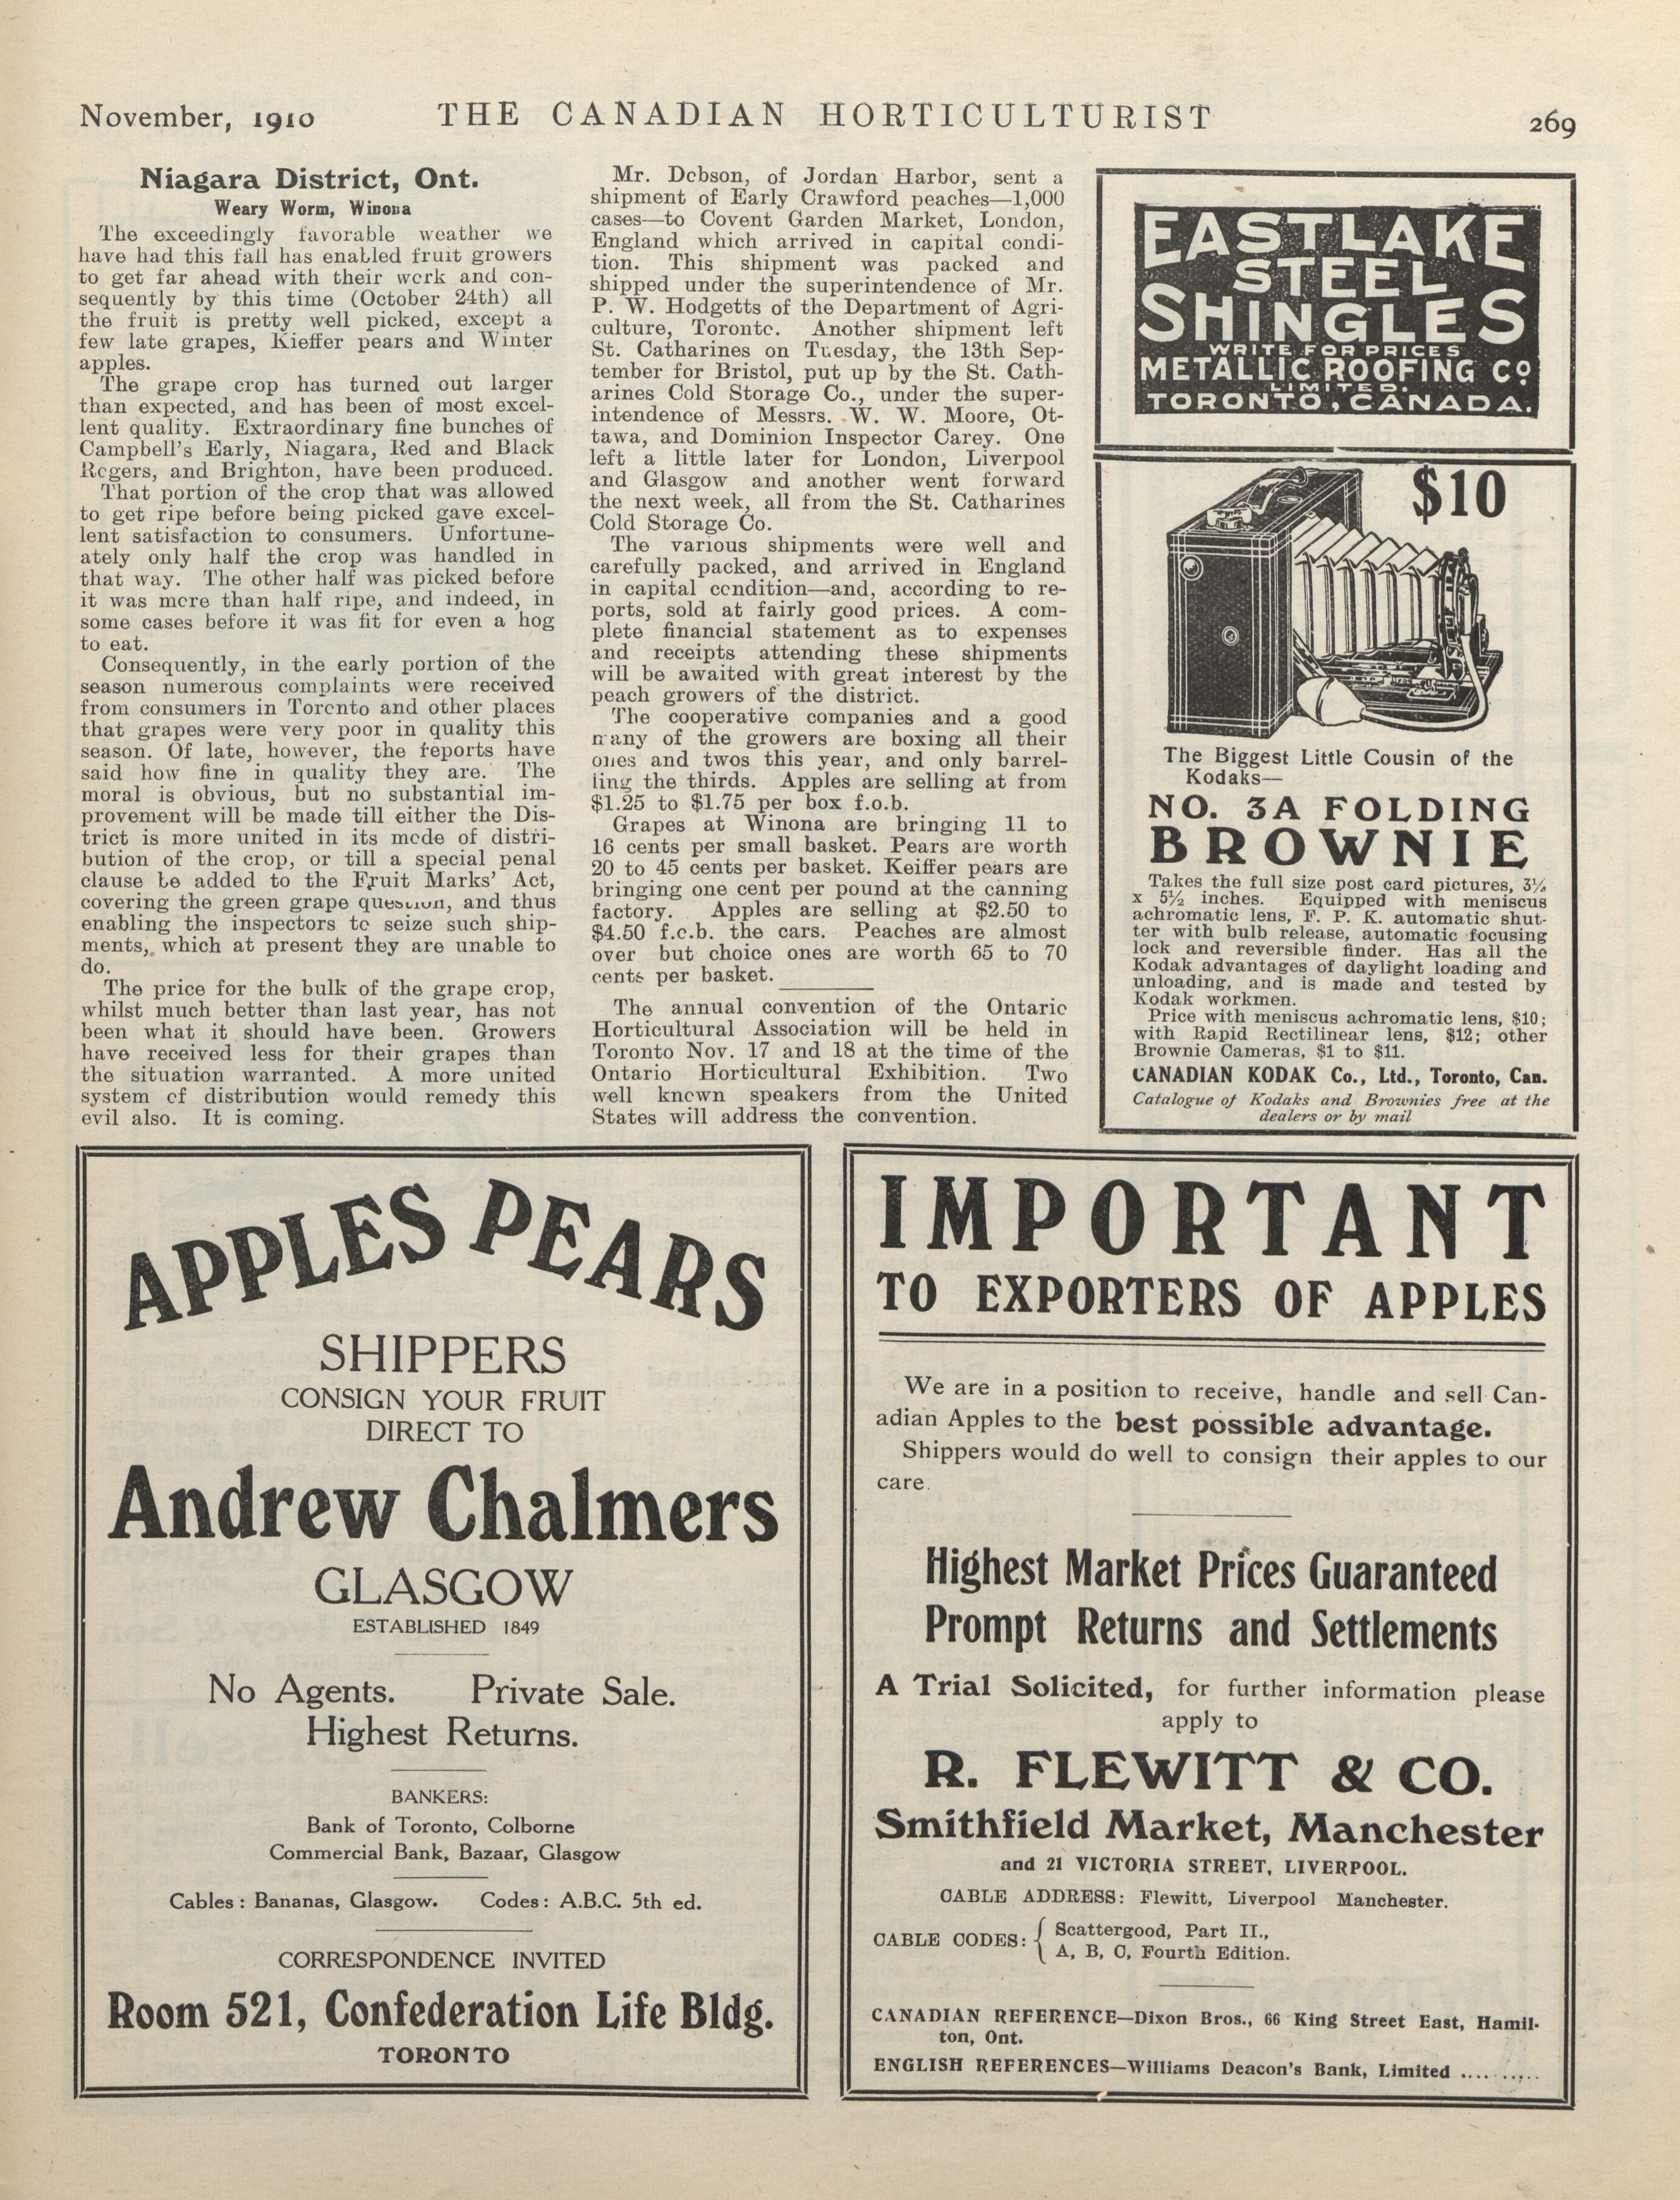 November, 1910
THE CANADIAN HORTICULTURIST
269
Niagara District, Ont.
Weary Worm, Winona
The exceedingly favorable weather we
have had this fall has enabled fruit growers
to get far ahead with their work and con-
sequently by this time (October 24th) all
the fruit is pretty well picked, except a
few late grapes, Kieffer pears and Winter
apples.
The grape crop has turned out larger
than expected, and has been of most excel-
lent quality. Extraordinary fine bunches of
Campbell's Early, Niagara, Red and Black
Rogers, and Brighton, have been produced.
That portion of the crop that was allowed
to get ripe before being picked gave excel-
lent satisfaction to consumers. Unfortune-
ately only half the crop was handled in
that way. The other half was picked before
it was more than half ripe, and indeed, in
some cases before it was fit for even a hog
to eat.
Consequently, in the early portion of the
season numerous complaints were received
from consumers in Toronto and other places
that grapes were very poor in quality this
season. Of late, however, the reports have
said how fine in quality they are. The
moral is obvious, but no substantial im-
provement will be made till either the Dis-
trict is more united in its mode of distri-
bution of the crop, or till a special penal
clause be added to the Fruit Marks' Act,
covering the green grape question, and thus
enabling the inspectors to seize such ship-
ments, which at present they are unable to
do.
The price for the bulk of the grape crop,
whilst much better than last year, has not
been what it should have been. Growers
have received less for their grapes than
the situation warranted. A more united
system of distribution would remedy this
evil also. It is coming.
Mr. Dobson, of Jordan Harbor, sent a
shipment of Early Crawford peaches—1,000
cases—to Covent Garden Market, London,
England which arrived in capital condi-
tion. This shipment was packed and
shipped under the superintendence of Mr.
P. W. Hodgetts of the Department of Agri-
culture, Toronto. Another shipment left
St. Catharines on Tuesday, the 13th Sep-
tember for Bristol, put up by the St. Cath-
arines Cold Storage Co., under the super-
intendence of Messrs. W. W. Moore, Ot-
tawa, and Dominion Inspector Carey. One
left a little later for London, Liverpool
and Glasgow and another went forward
the next week, all from the St. Catharines
Cold Storage Co.
The various shipments were well and
carefully packed, and arrived in England
in capital condition—and, according to re-
ports, sold at fairly good prices. A com-
plete financial statement as to expenses
and receipts attending these shipments
will be awaited with great interest by the
peach growers of the district.
The cooperative companies and a good
many of the growers are boxing all their
ones and twos this year, and only barrel-
ling the thirds. Apples are selling at from
$1.25 to $1.75 per box f.o.b.
Grapes at Winona are bringing 11 to
16 cents per small basket. Pears are worth
20 to 45 cents per basket. Keiffer pears are
bringing one cent per pound at the canning
factory. Apples are selling at $2.50 to
$4.50 f.o.b. the cars. Peaches are almost
over but choice ones are worth 65 to 70
cents per basket.
The annual convention of the Ontario
Horticultural Association will be held in
Toronto Nov. 17 and 18 at the time of the
Ontario Horticultural Exhibition. Two
well known speakers from the United
States will address the convention.
EASTLAKE
STEEL
SHINGLES
WRITE FOR PRICES
METALLIC ROOFING Co
LIMITED.
TORONTO, CANADA.
$10
The Biggest Little Cousin of the
Kodaks—
NO. 3A FOLDING
BROWNIE
Takes the full size post card pictures, 3¼
x 5½ inches. Equipped with meniscus
achromatic lens, F. P. K. automatic shut-
ter with bulb release, automatic focusing
lock and reversible finder. Has all the
Kodak advantages of daylight loading and
unloading, and is made and tested by
Kodak workmen.
Price with meniscus achromatic lens, $10;
with Rapid Rectilinear lens, $12; other
Brownie Cameras, $1 to $11.
CANADIAN KODAK Co., Ltd., Toronto, Can.
Catalogue of Kodaks and Brownies free at the
dealers or by mail
APPLES PEARS
SHIPPERS
CONSIGN YOUR FRUIT
DIRECT TO
Andrew Chalmers
GLASGOW
ESTABLISHED 1849
No Agents. Private Sale.
Highest Returns.
BANKERS:
Bank of Toronto, Colborne
Commercial Bank, Bazaar, Glasgow
Cables: Bananas, Glasgow. Codes: A.B.C. 5th ed.
CORRESPONDENCE INVITED
Room 521, Confederation Life Bldg.
TORONTO
IMPORTANT
TO EXPORTERS OF APPLES
We are in a position to receive, handle and sell Can-
adian Apples to the best possible advantage.
Shippers would do well to consign their apples to our
care.
Highest Market Prices Guaranteed
Prompt Returns and Settlements
A Trial Solicited, for further information please
apply to
R. FLEWITT & CO.
Smithfield Market, Manchester
and 21 VICTORIA STREET, LIVERPOOL.
CABLE ADDRESS: Flewitt, Liverpool Manchester.
CABLE CODES: { Scattergood, Part II.,
A, B, C, Fourth Edition.
CANADIAN REFERENCE—Dixon Bros., 66 King Street East, Hamil-
ton, Ont.
ENGLISH REFERENCES—Williams Deacon's Bank, Limited ..........